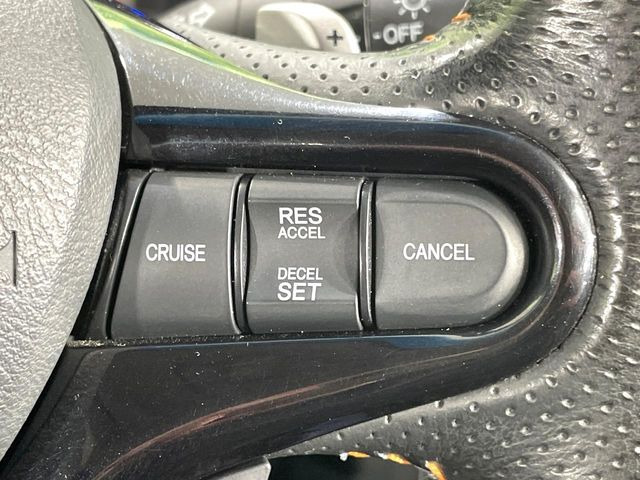 +
OFF
RES
ACCEL
CRUISE
CANCEL
DECEL
SET